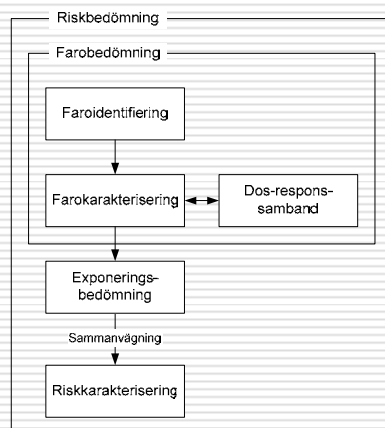 Riskbedömning
Farobedömning
Faroidentifiering
Farokarakterisering
Dos-respons-
samband
Exponerings-
bedömning
Sammanvägning
Riskkarakterisering